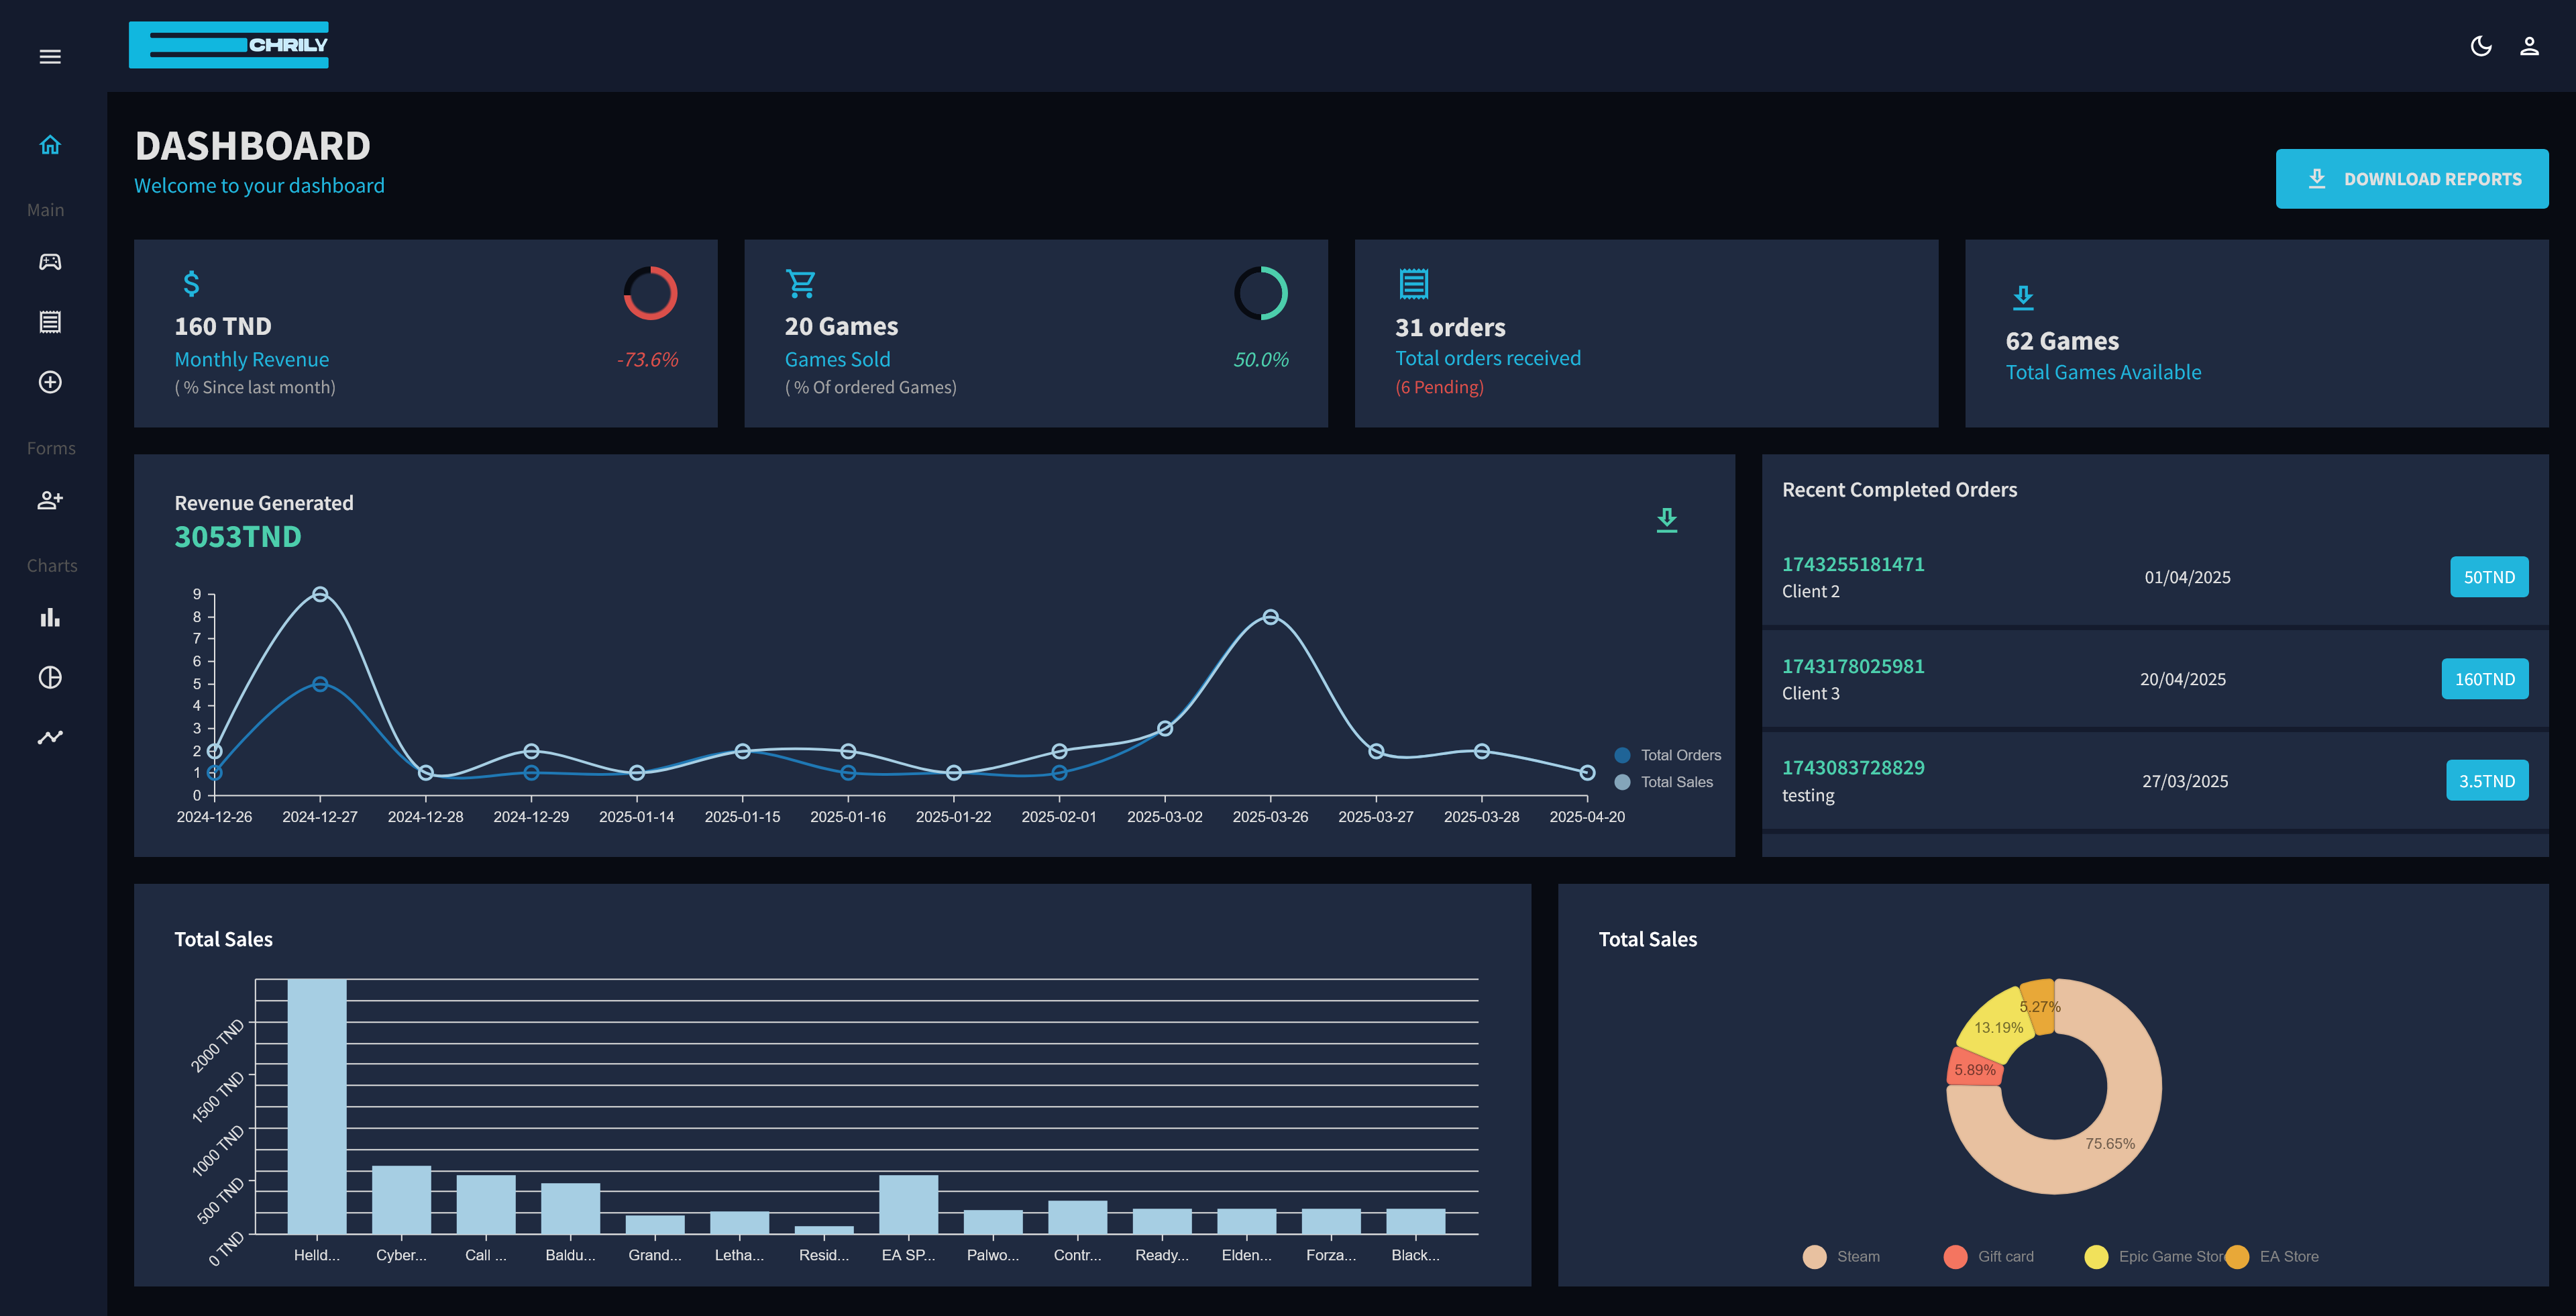 CHRILY
DASHBOARD
Welcome to your dashboard
DOWNLOAD REPORTS
Main
Forms
Charts
160 TND
Monthly Revenue
-73.6%
( % Since last month)
20 Games
Games Sold
50.0%
( % Of ordered Games)
31 orders
Total orders received
(6 Pending)
62 Games
Total Games Available
Revenue Generated
3053TND
9
8
7
6
5
4
3
2
1
0
2024-12-26 2024-12-27 2024-12-28 2024-12-29 2025-01-14 2025-01-15 2025-01-16 2025-01-22 2025-02-01 2025-03-02 2025-03-26 2025-03-27 2025-03-28 2025-04-20
Total Orders
Total Sales
Recent Completed Orders
1743255181471
Client 2
01/04/2025
50TND
1743178025981
Client 3
20/04/2025
160TND
1743083728829
testing
27/03/2025
3.5TND
Total Sales
2000 TND
1500 TND
1000 TND
500 TND
0 TND
Helld... Cyber... Call ... Baldu... Grand... Letha... Resid... EA SP... Palwo... Contr... Ready... Elden... Forza... Black...
Total Sales
5.27%
13.19%
5.89%
75.65%
Steam Gift card Epic Game Store EA Store